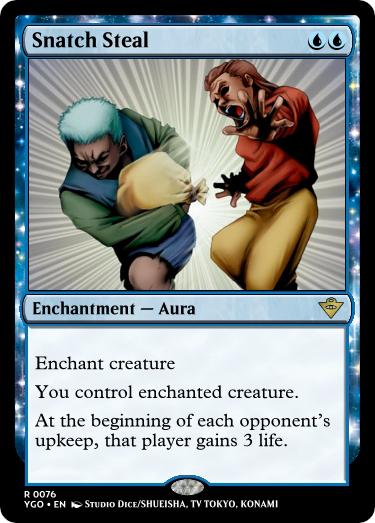 Snatch Steal
Enchantment — Aura
Enchant creature
You control enchanted creature.
At the beginning of each opponent's
upkeep, that player gains 3 life.
R 0076
YGO • EN Studio Dice/SHUEISHA, TV TOKYO, KONAMI